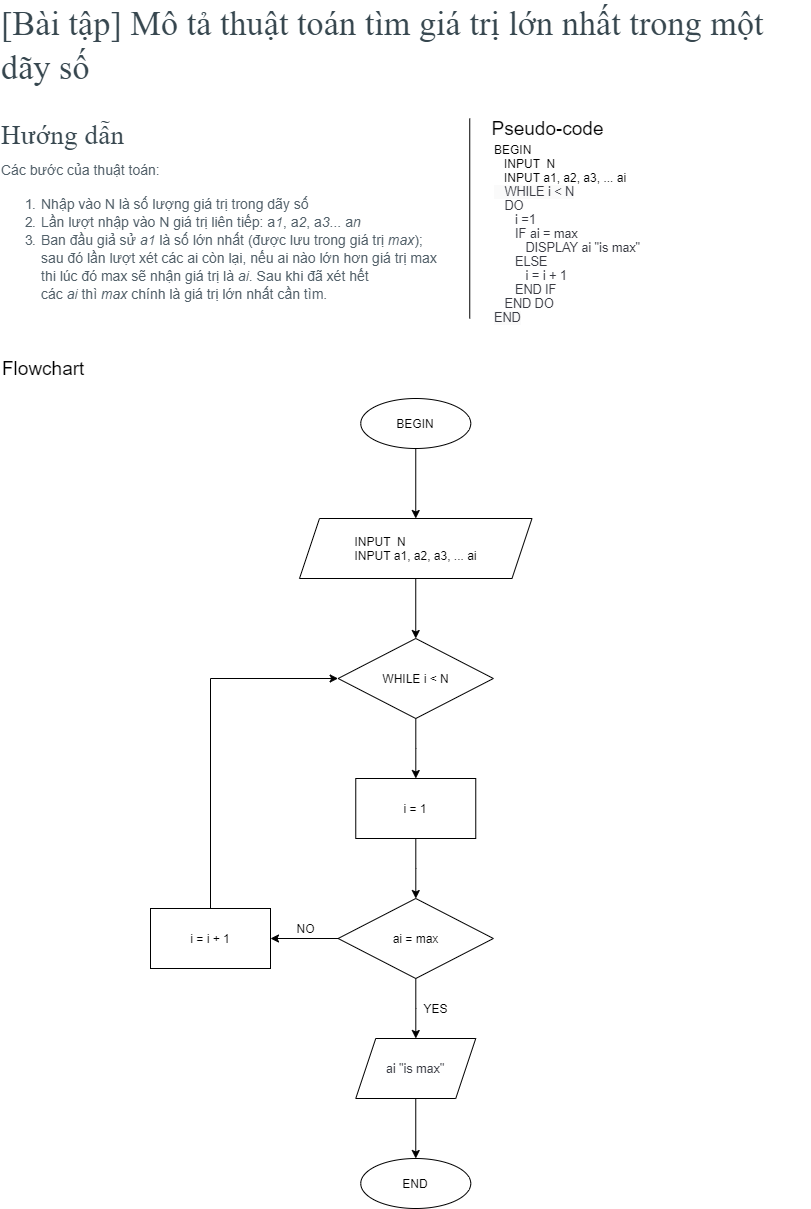 [Bài tập] Mô tả thuật toán tìm giá trị lớn nhất trong một
dãy số
Hướng dẫn
Các bước của thuật toán:
1. Nhập vào N là số lượng giá trị trong dãy số
2. Lần lượt nhập vào N giá trị liên tiếp: a1, a2, a3... an
3. Ban đầu giả sử a1 là số lớn nhất (được lưu trong giá trị max);
sau đó lần lượt xét các ai còn lại, nếu ai nào lớn hơn giá trị max
thi lúc đó max sẽ nhận giá trị là ai. Sau khi đã xét hết
các ai thì max chính là giá trị lớn nhất cần tìm.
Pseudo-code
BEGIN
INPUT N
INPUT a1, a2, a3, ... ai
WHILE i < N
DO
i =1
IF ai = max
DISPLAY ai "is max"
ELSE
i = i + 1
END IF
END DO
END
Flowchart
BEGIN
INPUT N
INPUT a1, a2, a3, ... ai
WHILE i < N
i = 1
ai = max
NO
i = i + 1
YES
ai "is max"
END